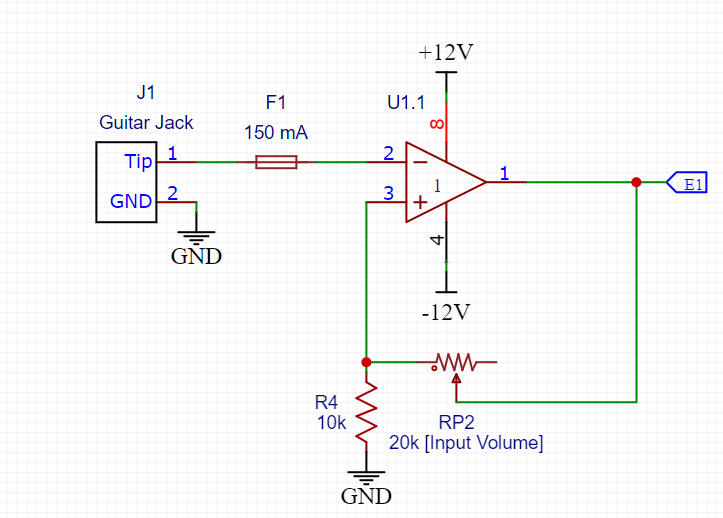 +12V
J1
Guitar Jack
F1
150 mA
U1.1
8
Tip 1
2 −
1
1
E1
GND 2
3 +
4
GND
-12V
R4
10k
RP2
20k [Input Volume]
GND